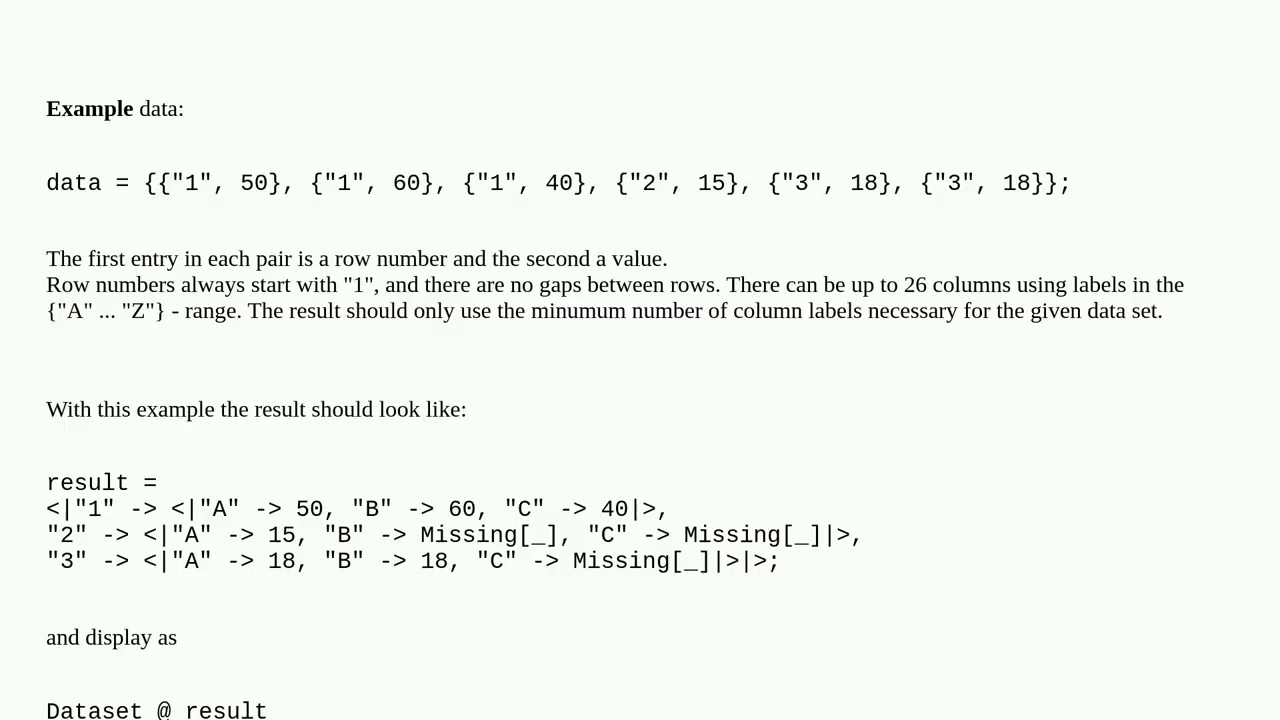 Example data:
data = {{"1", 50}, {"1", 60}, {"1", 40}, {"2", 15}, {"3", 18}, {"3", 18}};
The first entry in each pair is a row number and the second a value.
Row numbers always start with "1", and there are no gaps between rows. There can be up to 26 columns using labels in the
{"A" ... "Z"} - range. The result should only use the minumum number of column labels necessary for the given data set.
With this example the result should look like:
result =
<|"1" -> <|"A" -> 50, "B" -> 60, "C" -> 40|>,
"2" -> <|"A" -> 15, "B" -> Missing[_], "C" -> Missing[_]|>,
"3" -> <|"A" -> 18, "B" -> 18, "C" -> Missing[_]|>|>;
and display as
Dataset @ result